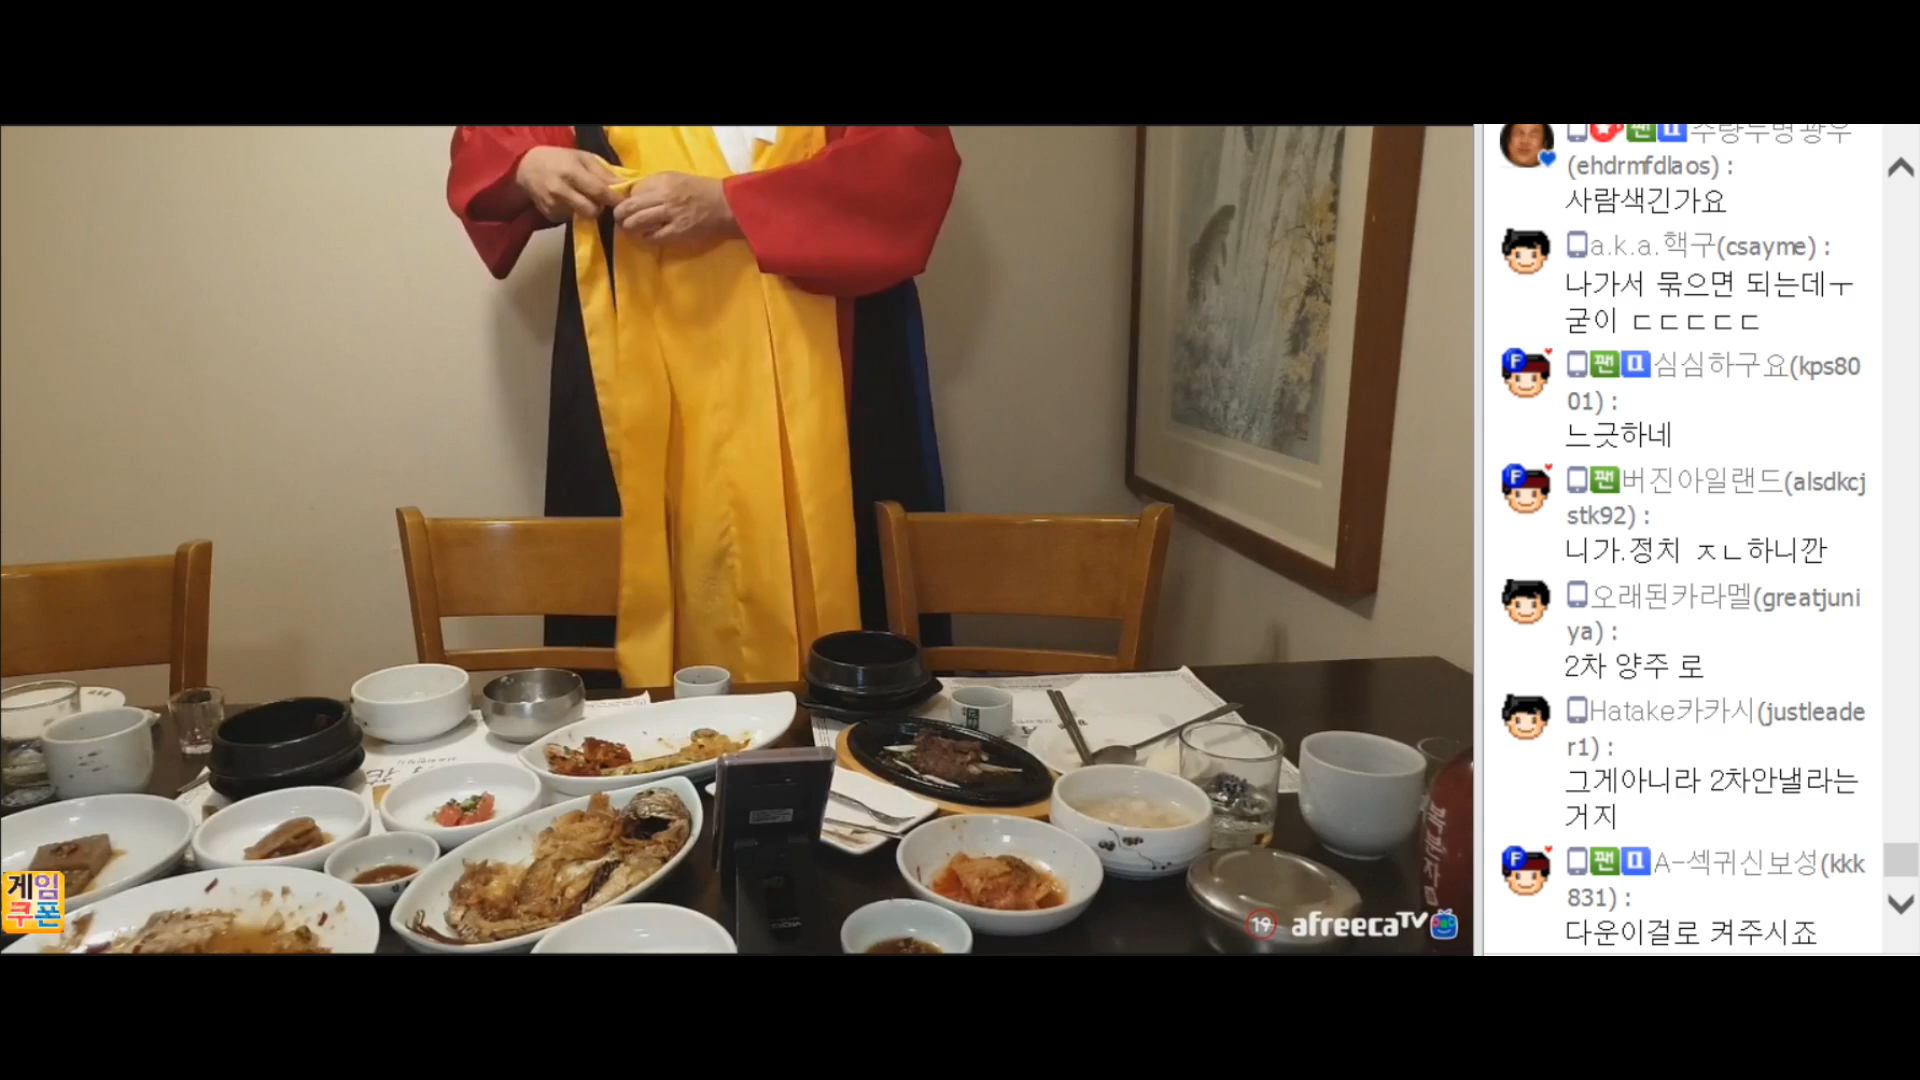 (ehdrmfdlaos) :
사람색긴가요
a.k.a.핵구(csayme) :
나가서 묶으면 되는데ㅜ
굳이 ㄷㄷㄷㄷㄷ
팬 심심하구요(kps80
01) :
느긋하네
팬 버진아일랜드(alsdkcj
stk92) :
니가.정치 ㅈㄴ하니깐
오래된카라멜(greatjuni
ya) :
2차 양주 로
Hatake카카시(justleade
r1) :
그게아니라 2차안낼라는
거지
팬 A-섹귀신보성(kkk
831) :
다운이걸로 켜주시죠
게임
쿠폰
19 afreecaTV